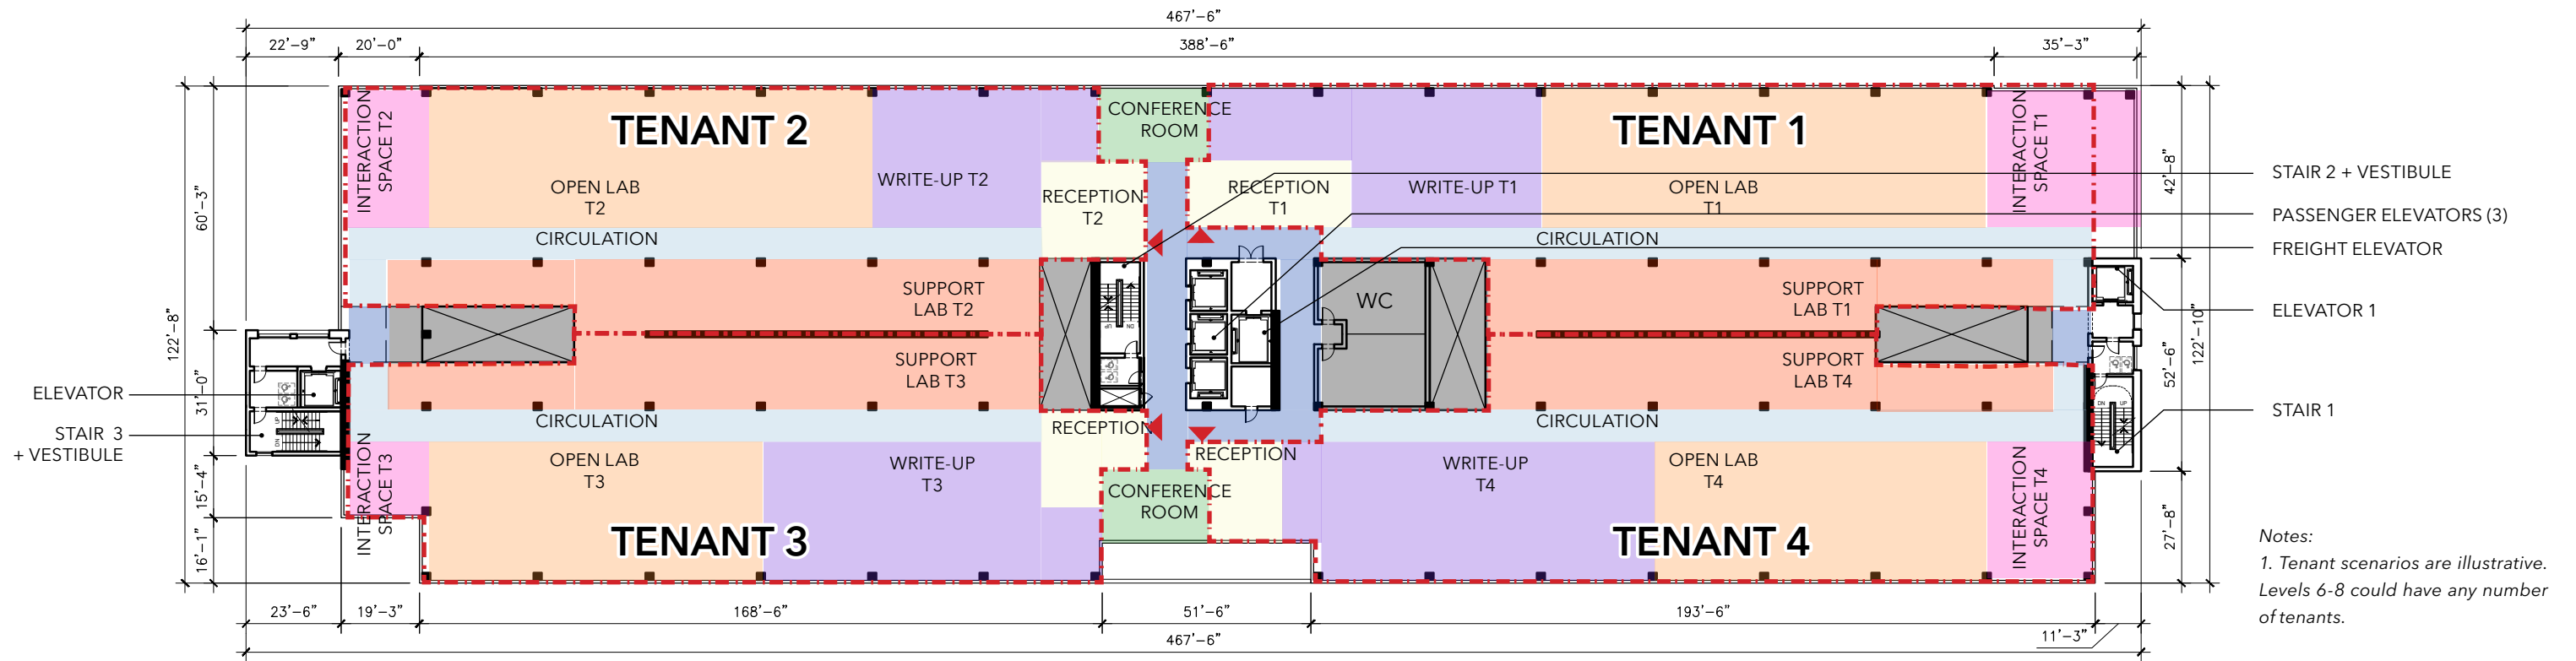 467'-6"
22'-9"
20'-0"
388'-6"
35'-3"
INTERACTION
SPACE T2
TENANT 2
CONFERENCE
ROOM
TENANT 1
INTERACTION
SPACE T1
OPEN LAB
T2
WRITE-UP T2
RECEPTION
T2
RECEPTION
T1
WRITE-UP T1
OPEN LAB
T1
STAIR 2 + VESTIBULE
PASSENGER ELEVATORS (3)
FREIGHT ELEVATOR
ELEVATOR 1
STAIR 1
60'-3"
122'-8"
31'-0"
15'-4"
16'-1"
42'-8"
52'-6"
122'-10"
27'-8"
CIRCULATION
CIRCULATION
SUPPORT
LAB T2
WC
SUPPORT
LAB T1
SUPPORT
LAB T3
SUPPORT
LAB T4
UP
DN
UP
DN
DN
UP
ELEVATOR
STAIR 3
+ VESTIBULE
CIRCULATION
CIRCULATION
RECEPTION
RECEPTION
INTERACTION
SPACE T3
OPEN LAB
T3
WRITE-UP
T3
CONFERENCE
ROOM
WRITE-UP
T4
OPEN LAB
T4
INTERACTION
SPACE T4
TENANT 3
TENANT 4
Notes:
1. Tenant scenarios are illustrative.
Levels 6-8 could have any number
of tenants.
23'-6"
19'-3"
168'-6"
51'-6"
193'-6"
11'-3"
467'-6"